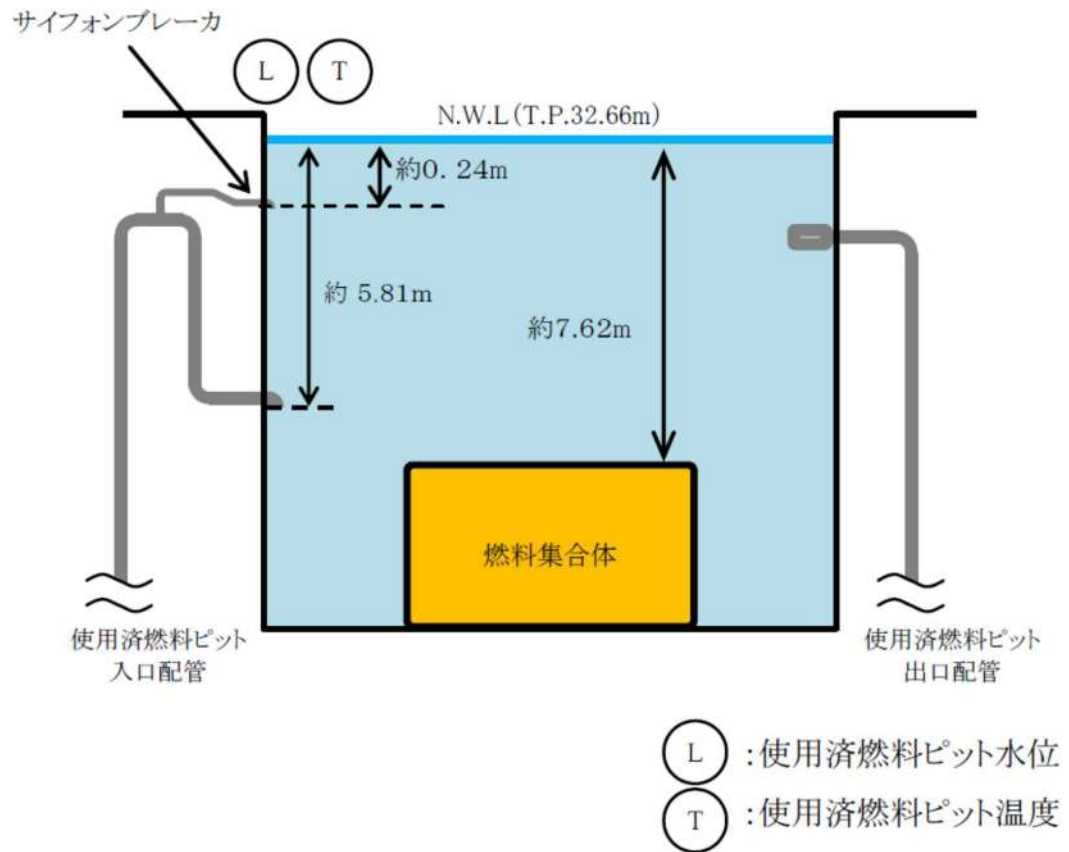 サイフォンブレーカ
L
T
N.W.L(T.P.32.66m)
約0. 24m
約 5.81m
約7.62m
燃料集合体
使用済燃料ピット
入口配管
使用済燃料ピット
出口配管
L :使用済燃料ピット水位
T :使用済燃料ピット温度